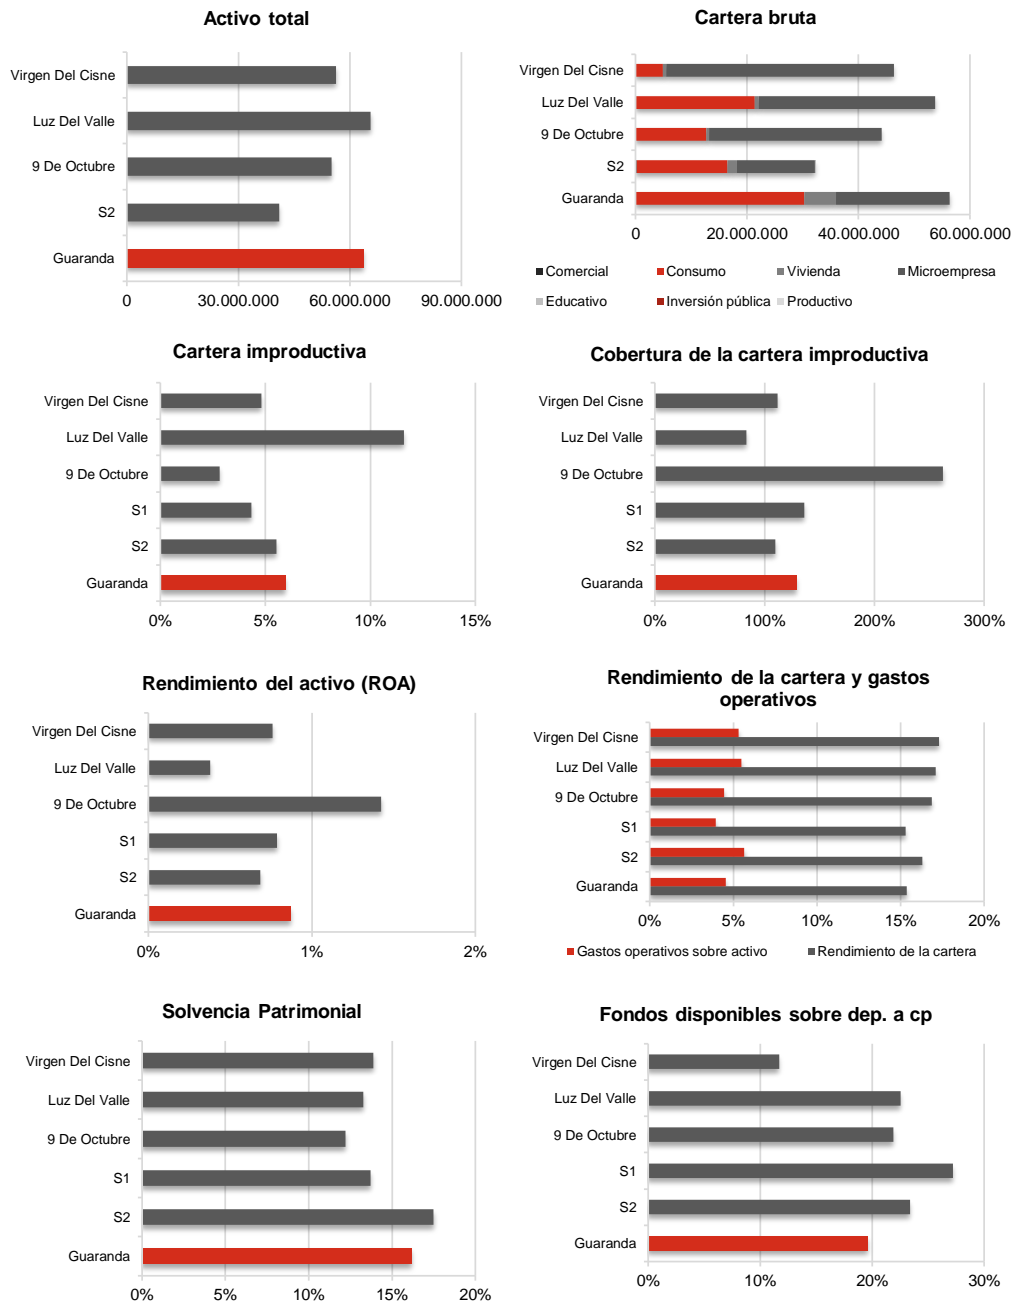 Activo total
Virgen Del Cisne
Luz Del Valle
9 De Octubre
S2
Guaranda
0 30.000.000 60.000.000 90.000.000
Cartera bruta
Virgen Del Cisne
Luz Del Valle
9 De Octubre
S2
Guaranda
0 20.000.000 40.000.000 60.000.000
Comercial Consumo Vivienda Microempresa
Educativo Inversión pública Productivo
Cartera improductiva
Virgen Del Cisne
Luz Del Valle
9 De Octubre
S1
S2
Guaranda
0% 5% 10% 15%
Cobertura de la cartera improductiva
Virgen Del Cisne
Luz Del Valle
9 De Octubre
S1
S2
Guaranda
0% 100% 200% 300%
Rendimiento del activo (ROA)
Virgen Del Cisne
Luz Del Valle
9 De Octubre
S1
S2
Guaranda
0% 1% 2%
Rendimiento de la cartera y gastos
operativos
Virgen Del Cisne
Luz Del Valle
9 De Octubre
S1
S2
Guaranda
0% 5% 10% 15% 20%
Gastos operativos sobre activo Rendimiento de la cartera
Solvencia Patrimonial
Virgen Del Cisne
Luz Del Valle
9 De Octubre
S1
S2
Guaranda
0% 5% 10% 15% 20%
Fondos disponibles sobre dep. a cp
Virgen Del Cisne
Luz Del Valle
9 De Octubre
S1
S2
Guaranda
0% 10% 20% 30%